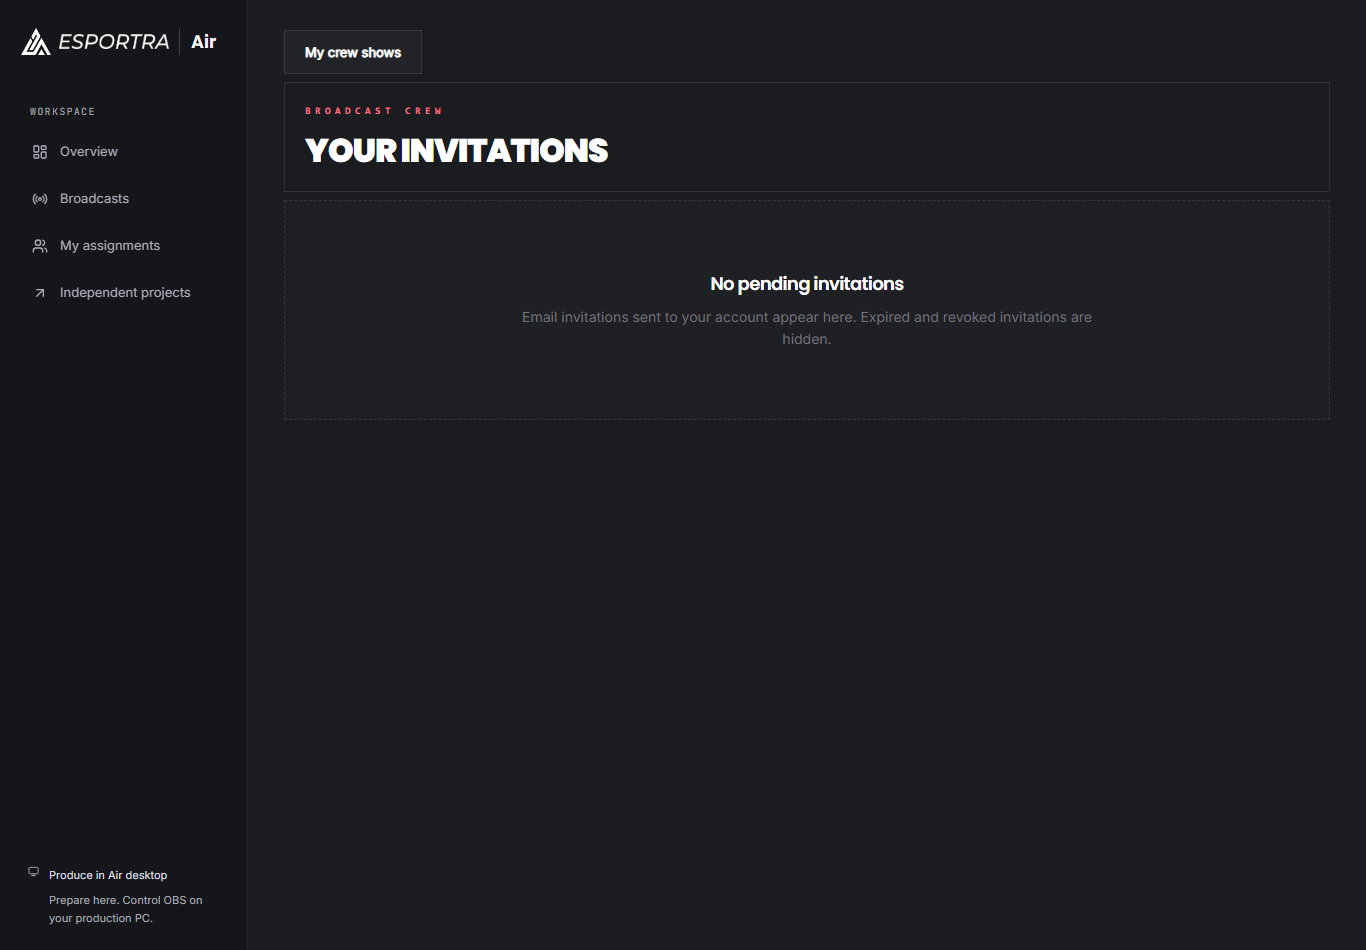 ESPORTRA Air
WORKSPACE
Overview
Broadcasts
My assignments
Independent projects
Produce in Air desktop
Prepare here. Control OBS on
your production PC.
My crew shows
BROADCAST CREW
YOUR INVITATIONS
No pending invitations
Email invitations sent to your account appear here. Expired and revoked invitations are
hidden.